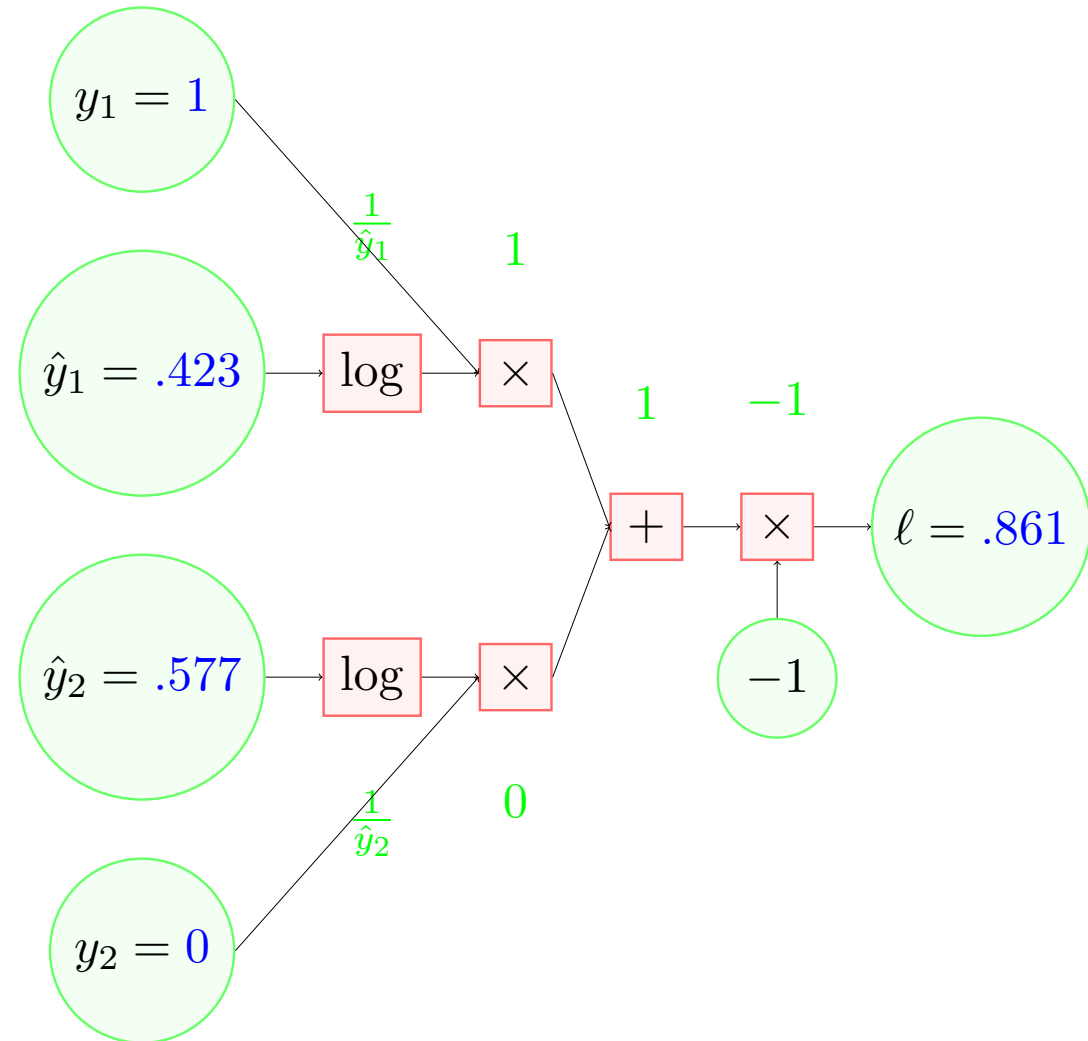 y₁ = 1
1/ŷ₁
1
ŷ₁ = .423
log
×
1
−1
+
×
ℓ = .861
ŷ₂ = .577
log
×
−1
1/ŷ₂
0
y₂ = 0